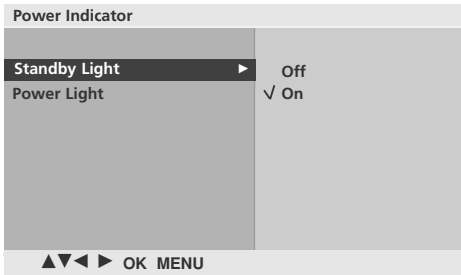 Power Indicator
Standby Light ▶ Off
Power Light √ On
▲▼◀ ▶ OK MENU